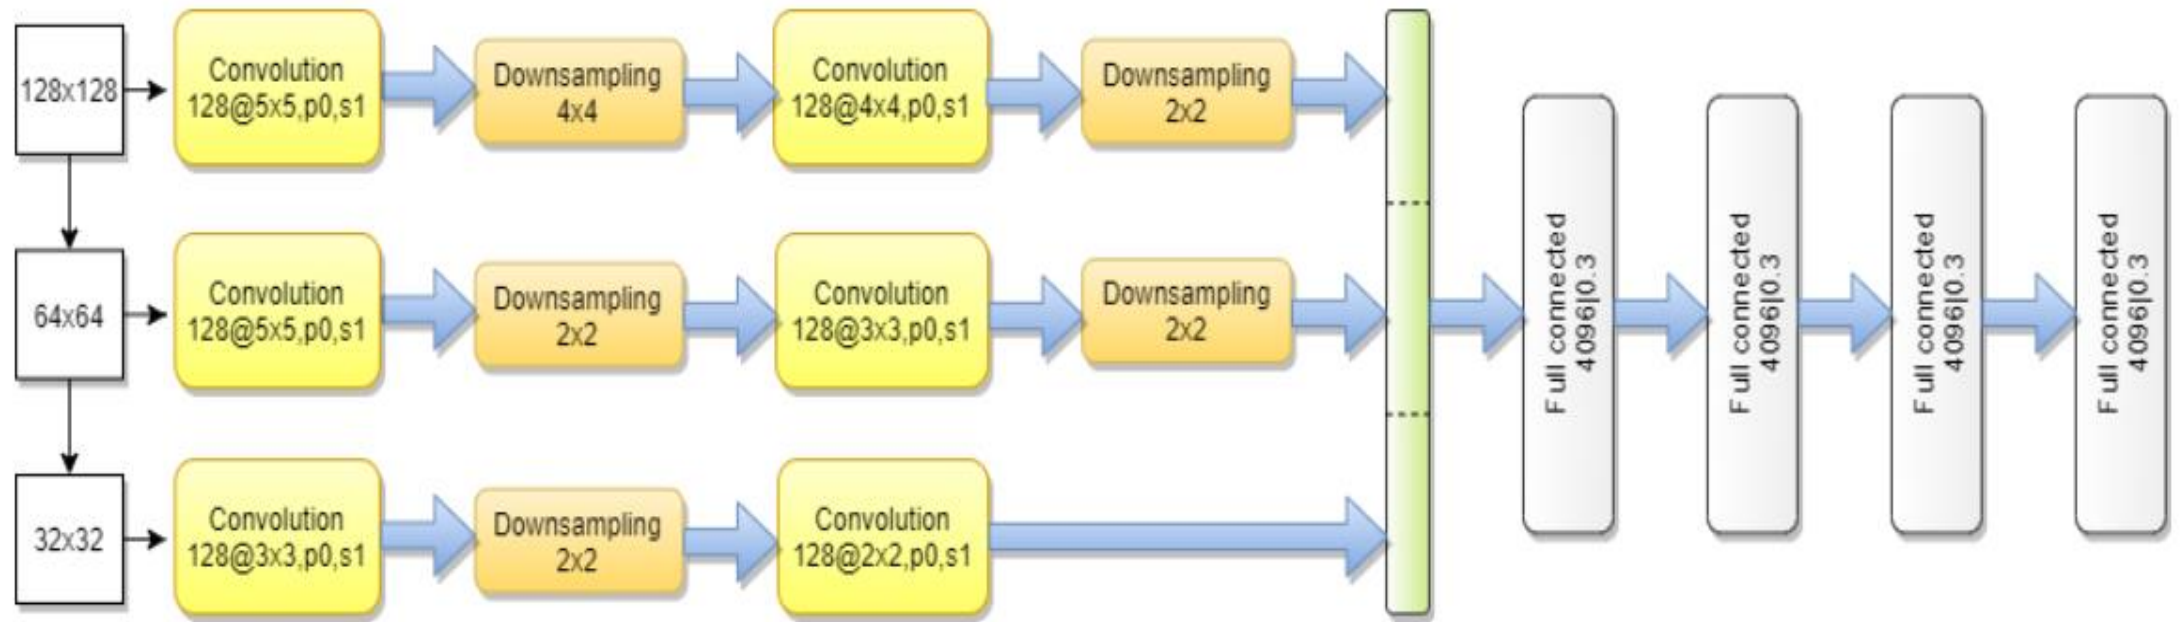 128x128
Convolution
128@5x5,p0,s1
Downsampling
4x4
Convolution
128@4x4,p0,s1
Downsampling
2x2
64x64
Convolution
128@5x5,p0,s1
Downsampling
2x2
Convolution
128@3x3,p0,s1
Downsampling
2x2
32x32
Convolution
128@3x3,p0,s1
Downsampling
2x2
Convolution
128@2x2,p0,s1
Full connected
4096|0.3
Full connected
4096|0.3
Full connected
4096|0.3
Full connected
4096|0.3